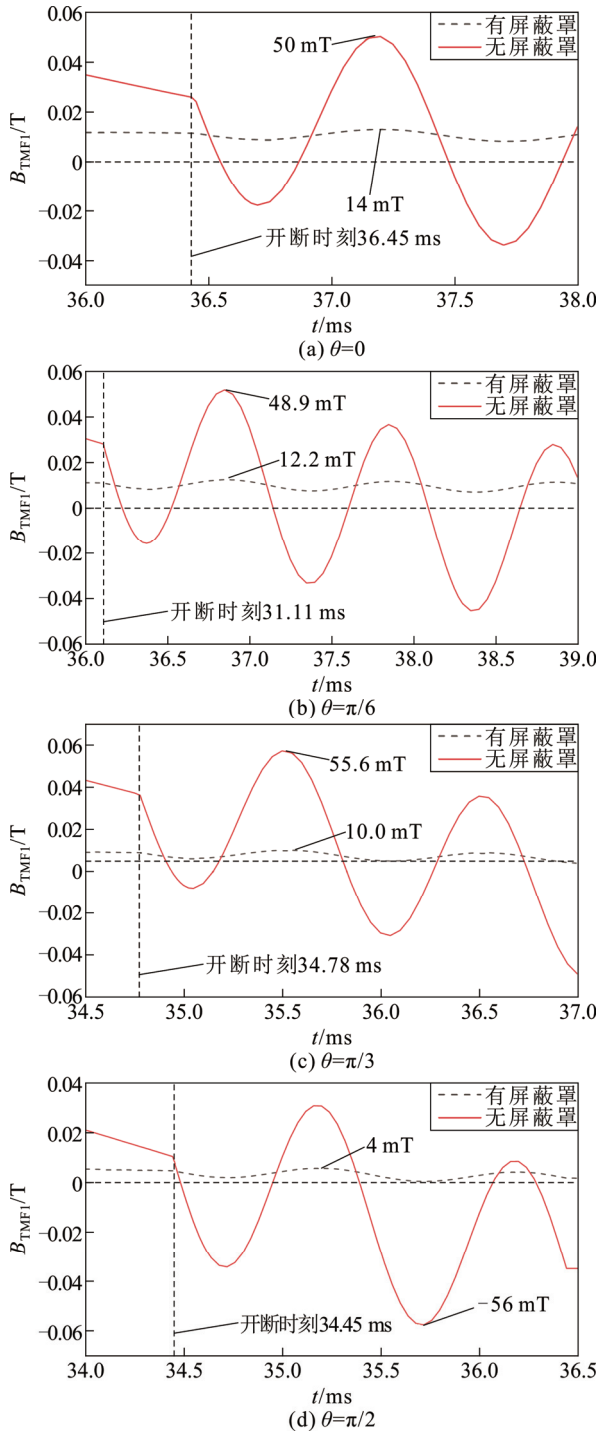 有屏蔽罩
无屏蔽罩
50 mT
14 mT
开断时刻36.45 ms
0.06
0.04
0.02
0
−0.02
−0.04
B_TMF1/T
36.0 36.5 37.0 37.5 38.0
t/ms
(a) θ=0
有屏蔽罩
无屏蔽罩
48.9 mT
12.2 mT
开断时刻31.11 ms
0.06
0.04
0.02
0
−0.02
−0.04
0.06
B_TMF1/T
36.0 36.5 37.0 37.5 38.0 38.5 39.0
t/ms
(b) θ=π/6
有屏蔽罩
无屏蔽罩
55.6 mT
10.0 mT
开断时刻34.78 ms
0.06
0.04
0.02
0
−0.02
−0.04
−0.06
B_TMF1/T
34.5 35.0 35.5 36.0 36.5 37.0
t/ms
(c) θ=π/3
有屏蔽罩
无屏蔽罩
4 mT
−56 mT
开断时刻34.45 ms
0.04
0.02
0
−0.02
−0.04
−0.06
B_TMF1/T
34.0 34.5 35.0 35.5 36.0 36.5
t/ms
(d) θ=π/2